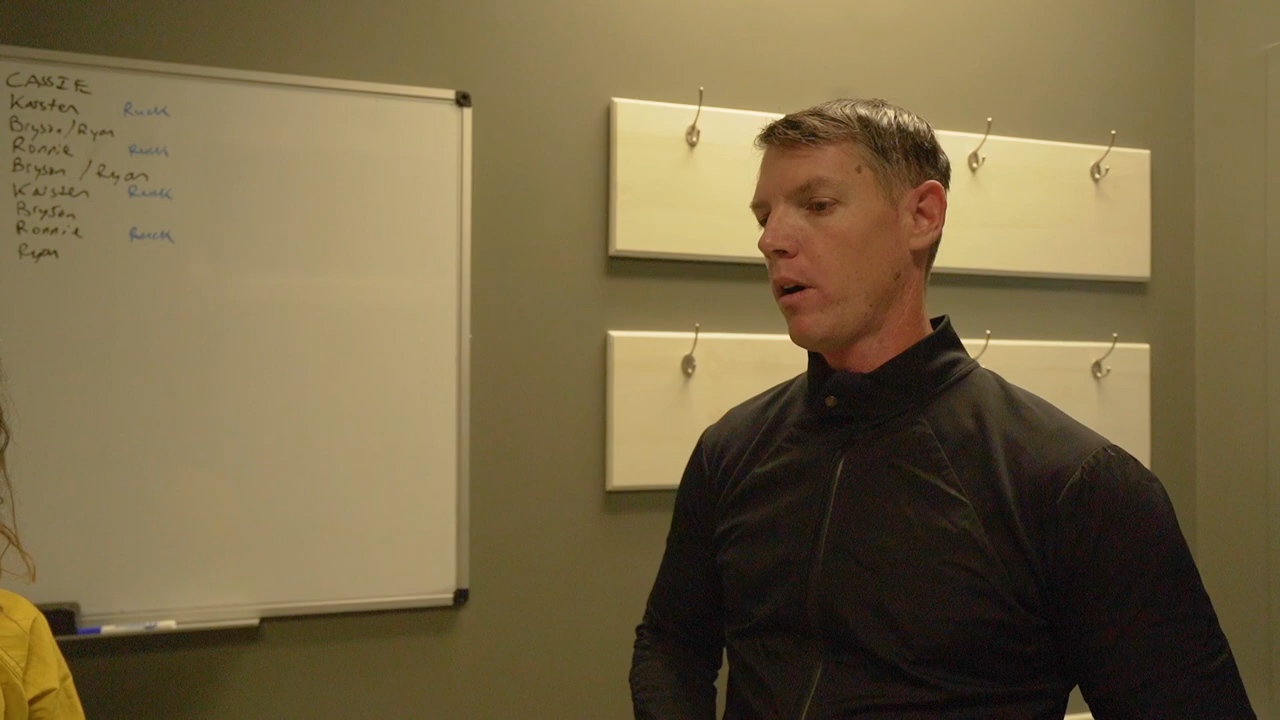 CASSIE
Karsten Ruck
Bryson/Ryan
Ronnie Ruck
Bryson / Ryan
Karsten Ruck
Bryson
Ronnie Ruck
Ryan